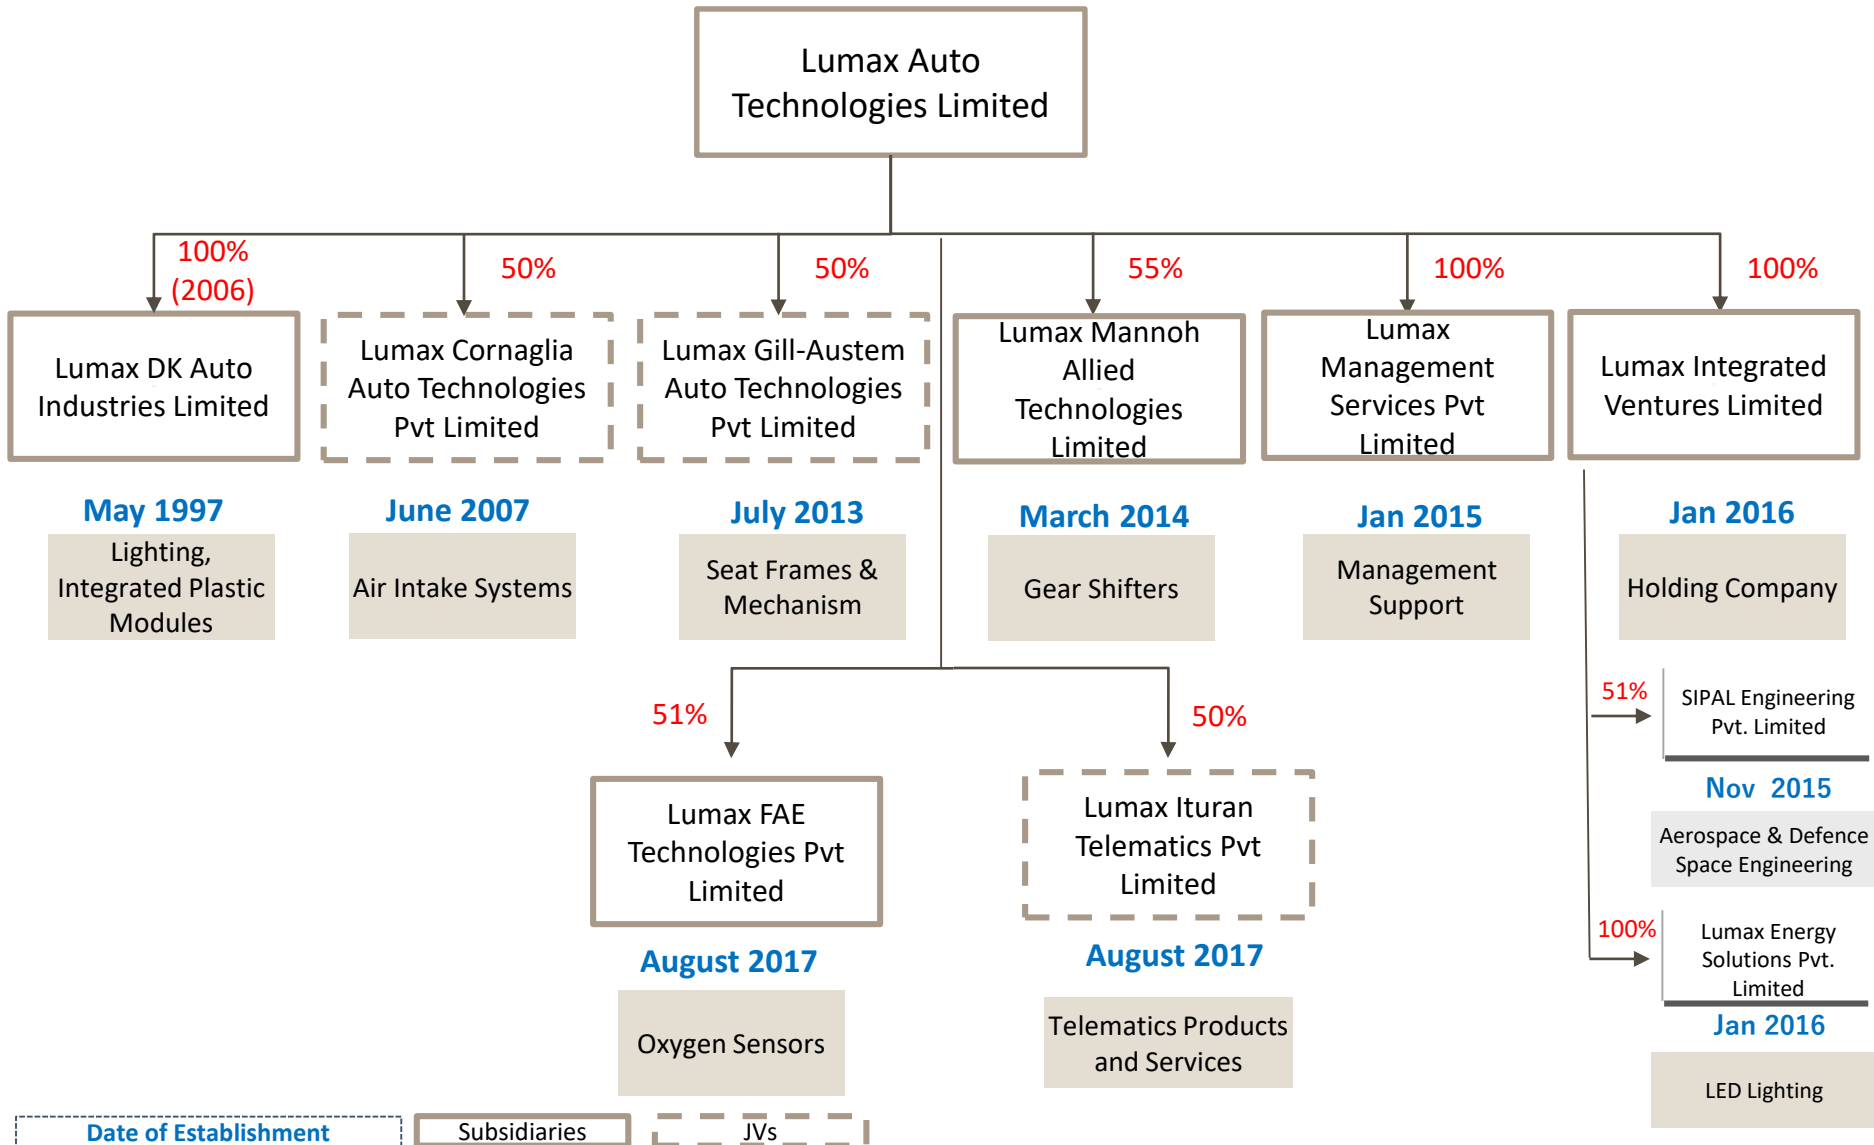 Lumax Auto
Technologies Limited
100%
(2006)
50%
50%
55%
100%
100%
Lumax DK Auto
Industries Limited
Lumax Cornaglia
Auto Technologies
Pvt Limited
Lumax Gill-Austem
Auto Technologies
Pvt Limited
Lumax Mannoh
Allied
Technologies
Limited
Lumax
Management
Services Pvt
Limited
Lumax Integrated
Ventures Limited
May 1997
June 2007
July 2013
March 2014
Jan 2015
Jan 2016
Lighting,
Integrated Plastic
Modules
Air Intake Systems
Seat Frames &
Mechanism
Gear Shifters
Management
Support
Holding Company
51%
50%
51%
SIPAL Engineering
Pvt. Limited
Nov 2015
Aerospace & Defence
Space Engineering
Lumax FAE
Technologies Pvt
Limited
Lumax Ituran
Telematics Pvt
Limited
100%
Lumax Energy
Solutions Pvt.
Limited
August 2017
August 2017
Jan 2016
Oxygen Sensors
Telematics Products
and Services
LED Lighting
Date of Establishment
Subsidiaries
JVs